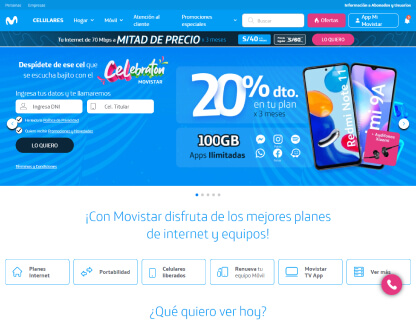 Personas Empresas Información a Abonados y Usuarios
CELULARES Hogar Móvil Atención al cliente Promociones especiales Buscar Ofertas App Mi Movistar
Tu Internet de 70 Mbps a MITAD DE PRECIO x 3 meses S/40 S/80 LO QUIERO
Despídete de ese cel que
se escucha bajito con el
Celebratón
MOVISTAR
Ingresa tus datos y te llamaremos
Ingresa DNI Cel. Titular
He leído la Política de Privacidad
Quiero recibir Promociones y Novedades
LO QUIERO
Términos y Condiciones
20% dto.
en tu plan
x 3 meses
100GB
Apps Ilimitadas
Redmi Note 11
Mi 9A
¡Con Movistar disfruta de los mejores planes
de internet y equipos!
Planes Internet
Portabilidad
Celulares liberados
Renueva tu equipo Móvil
Movistar TV App
Ver más
¿Qué quiero ver hoy?